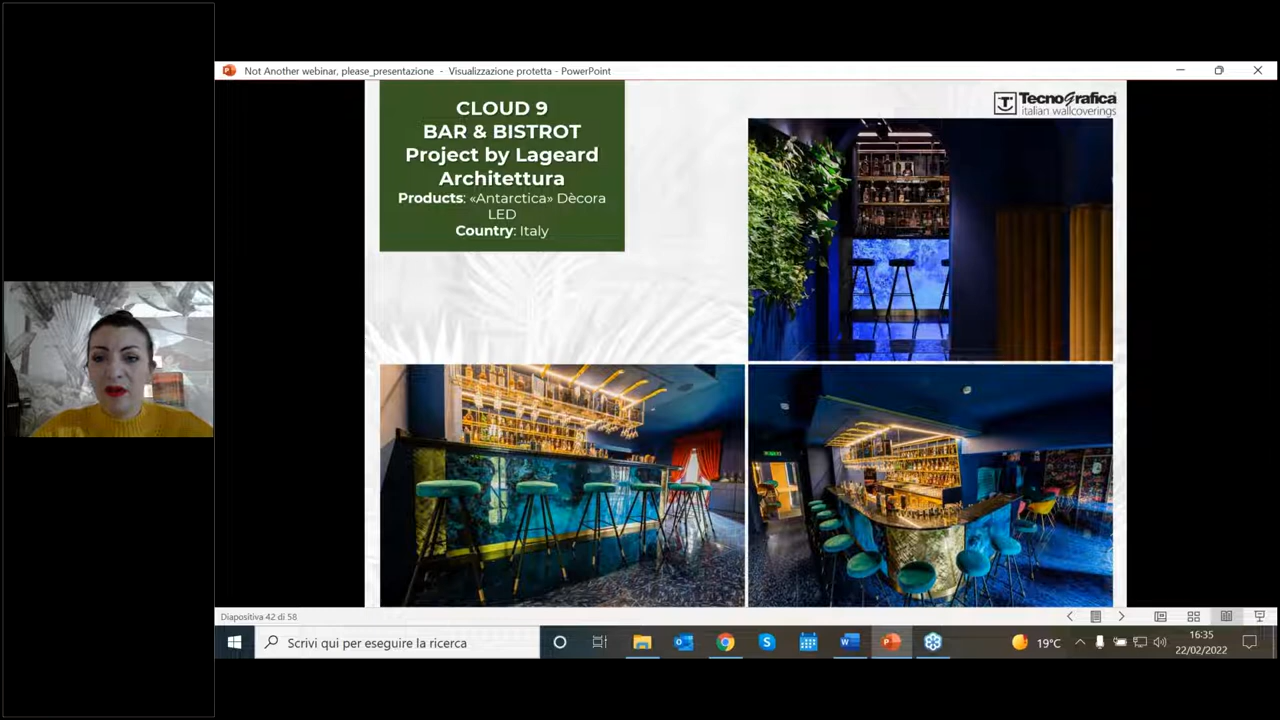 Not Another webinar, please_presentazione - Visualizzazione protetta - PowerPoint
CLOUD 9
BAR & BISTROT
Project by Lageard
Architettura
Products: «Antarctica» Dècora
LED
Country: Italy
TecnoGrafica
italian wallcoverings
Diapositiva 42 di 58
Scrivi qui per eseguire la ricerca
19°C
16:35
22/02/2022